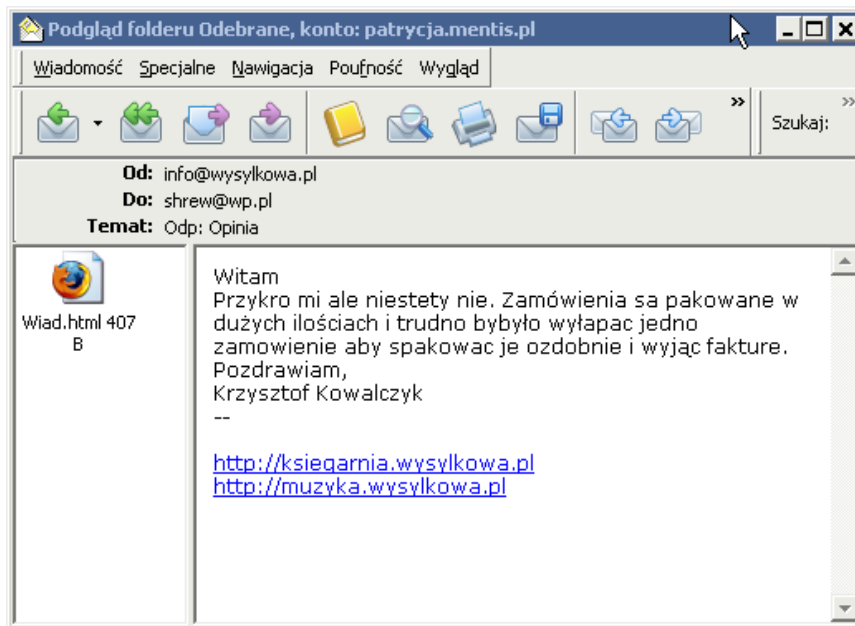 Podgląd folderu Odebrane, konto: patrycja.mentis.pl
Wiadomość Specjalne Nawigacja Poufność Wygląd
» Szukaj: »
Od: info@wysylkowa.pl
Do: shrew@wp.pl
Temat: Odp: Opinia
Wiad.html 407
B
Witam
Przykro mi ale niestety nie. Zamówienia sa pakowane w
dużych ilościach i trudno bybyło wyłapac jedno
zamowienie aby spakowac je ozdobnie i wyjąc fakture.
Pozdrawiam,
Krzysztof Kowalczyk
--
http://ksiegarnia.wysylkowa.pl
http://muzyka.wysylkowa.pl